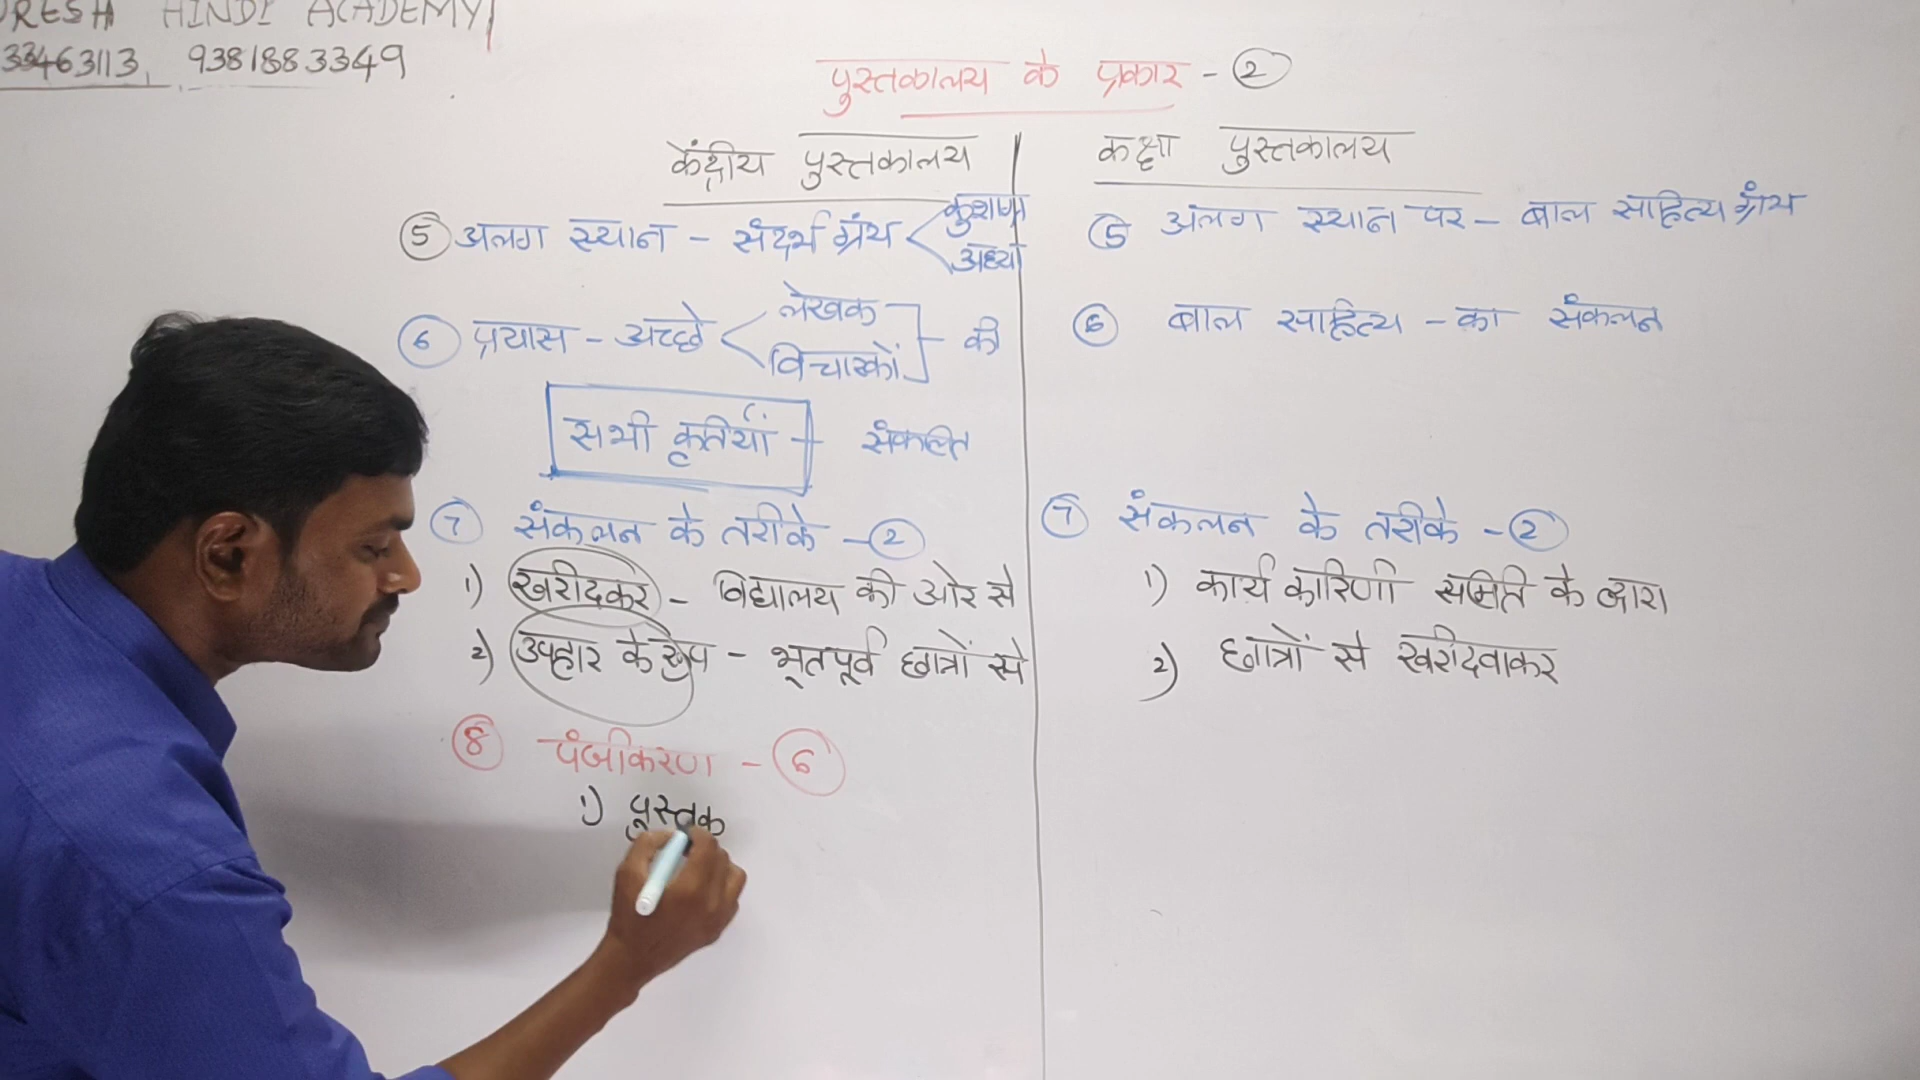 RESH HINDI ACADEMY
33463113, 9381883349
पुस्तकालय के प्रकार - 2
केंद्रीय पुस्तकालय
कक्षा पुस्तकालय
5 अलग स्थान - संदर्भ ग्रंथ
अध्या
5 अलग स्थान पर - बाल साहित्य ग्रंथ
6 प्रयास - अच्छे लेखक विचारकों की
सभी कृतियाँ संकलित
6 बाल साहित्य - का संकलन
7 संकलन के तरीके - 2
1) खरीदकर - विद्यालय की ओर से
2) उपहार के रूप - भूतपूर्व छात्रों से
7 संकलन के तरीके - 2
1) कार्य कारिणी समिति के द्वारा
2) छात्रों से खरीदवाकर
8 पंजीकरण - 6
1) पुस्तक